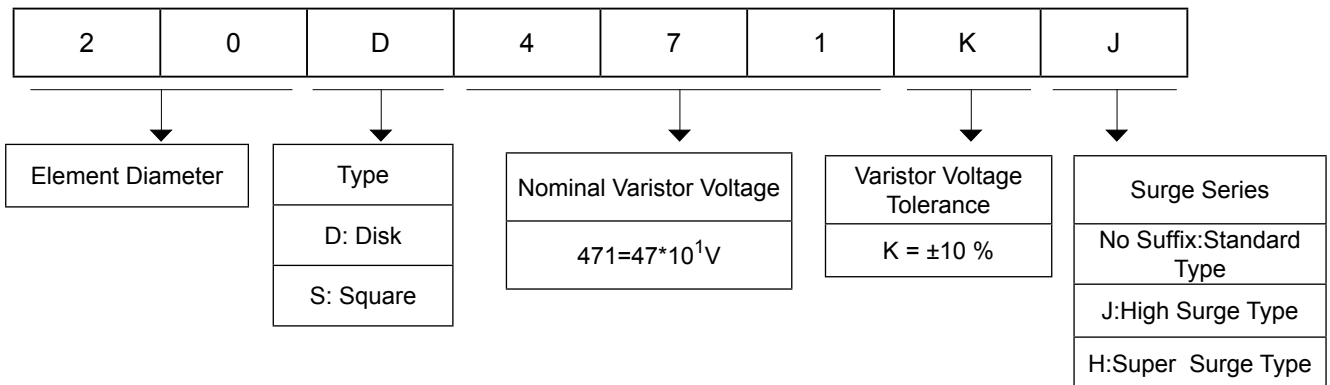 2 0 D 4 7 1 K J
Element Diameter
Type
D: Disk
S: Square
Nominal Varistor Voltage
471=47*10¹V
Varistor Voltage
Tolerance
K = ±10 %
Surge Series
No Suffix:Standard
Type
J:High Surge Type
H:Super Surge Type